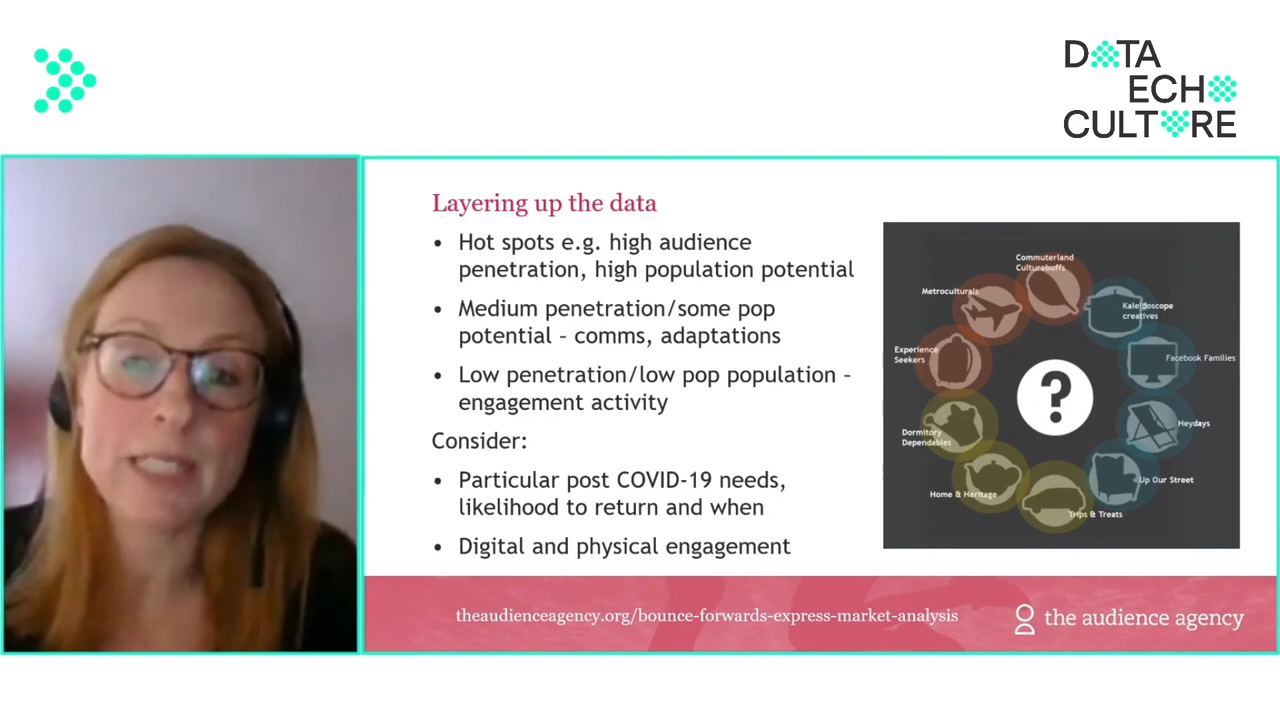 DATA
ECHO
CULTURE
Layering up the data
• Hot spots e.g. high audience
penetration, high population potential
• Medium penetration/some pop
potential – comms, adaptations
• Low penetration/low pop population –
engagement activity
Consider:
• Particular post COVID-19 needs,
likelihood to return and when
• Digital and physical engagement
Commuterland
Culturebuffs
Metroculturals
Kaleidoscope
creatives
Experience
Seekers
Facebook Families
?
Dormitory
Dependables
Heydays
Home & Heritage
Up Our Street
Trips & Treats
theaudienceagency.org/bounce-forwards-express-market-analysis
the audience agency